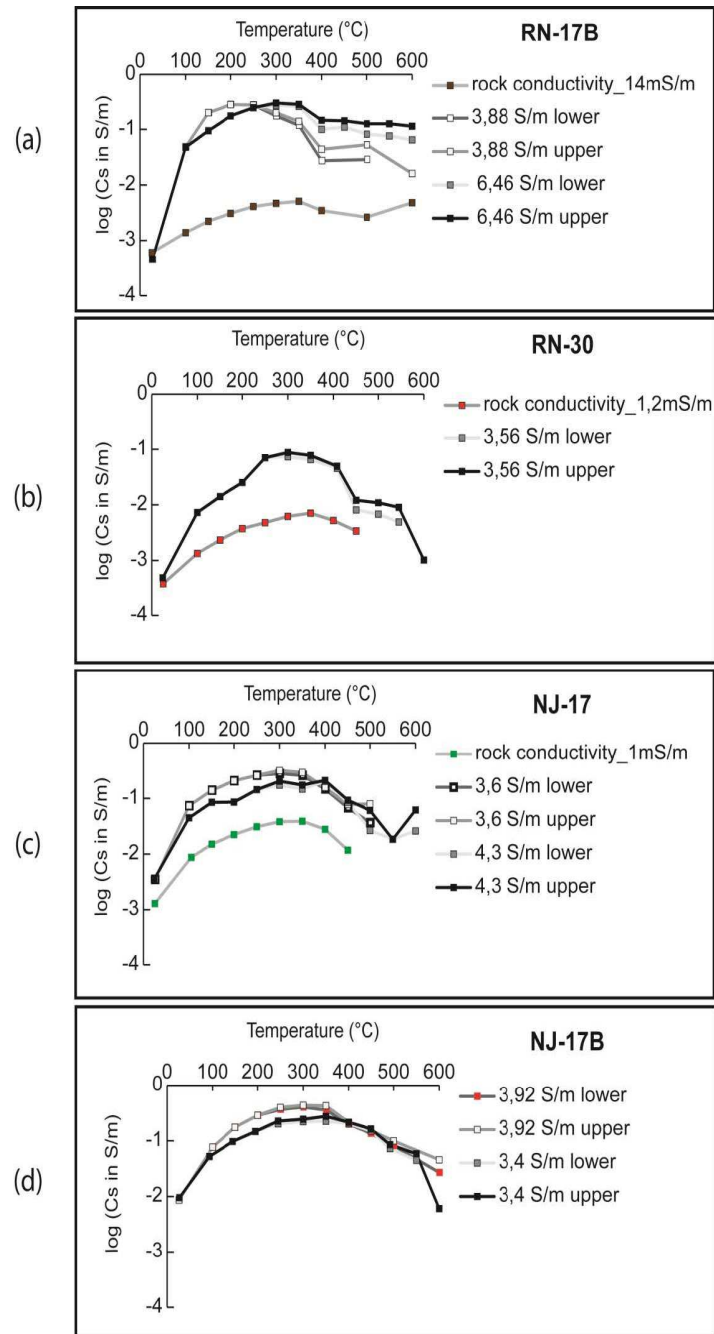 (a)
Temperature (°C)
RN-17B
0 100 200 300 400 500 600
0
-1
-2
-3
-4
log (Cs in S/m)
rock conductivity_14mS/m
3,88 S/m lower
3,88 S/m upper
6,46 S/m lower
6,46 S/m upper
(b)
Temperature (°C)
RN-30
0 100 200 300 400 500 600
0
-1
-2
-3
-4
log (Cs in S/m)
rock conductivity_1,2mS/m
3,56 S/m lower
3,56 S/m upper
(c)
Temperature (°C)
NJ-17
0 100 200 300 400 500 600
0
-1
-2
-3
-4
log (Cs in S/m)
rock conductivity_1mS/m
3,6 S/m lower
3,6 S/m upper
4,3 S/m lower
4,3 S/m upper
(d)
Temperature (°C)
NJ-17B
0 100 200 300 400 500 600
0
-1
-2
-3
-4
log (Cs in S/m)
3,92 S/m lower
3,92 S/m upper
3,4 S/m lower
3,4 S/m upper